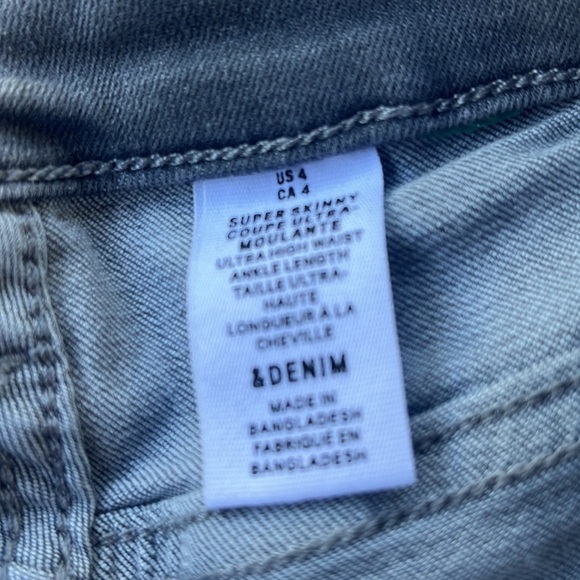 US 4
CA 4
SUPER SKINNY
COUPE ULTRA-
MOULANTE
ULTRA HIGH WAIST
ANKLE LENGTH
TAILLE ULTRA-
HAUTE
LONGUEUR À LA
CHEVILLE
&DENIM
MADE IN
BANGLADESH
FABRIQUÉ EN
BANGLADESH